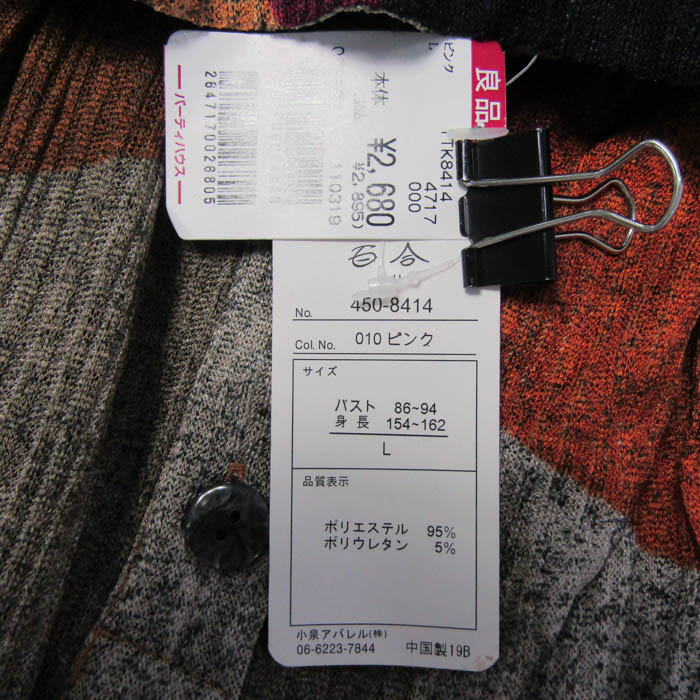 ピンク
L
良品
TTK8414
4717
000
本体
¥2,680
(¥2,895)
110319
2647170026805
パーティハウス
百合
No. 450-8414
Col. No. 010 ピンク
サイズ
バスト 86~94
身長 154~162
L
品質表示
ポリエステル 95%
ポリウレタン 5%
小泉アパレル(株)
06-6223-7844 中国製19B